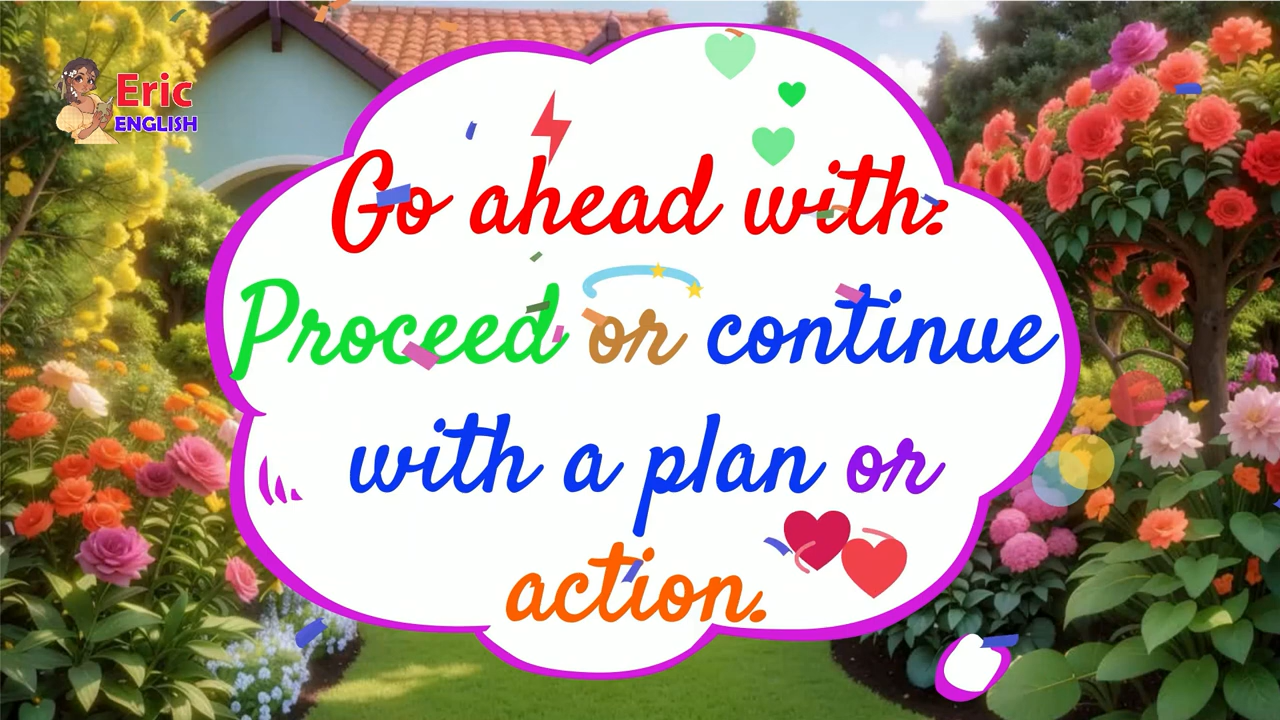 Eric
ENGLISH
Go ahead with:
Proceed or continue
with a plan or
action.